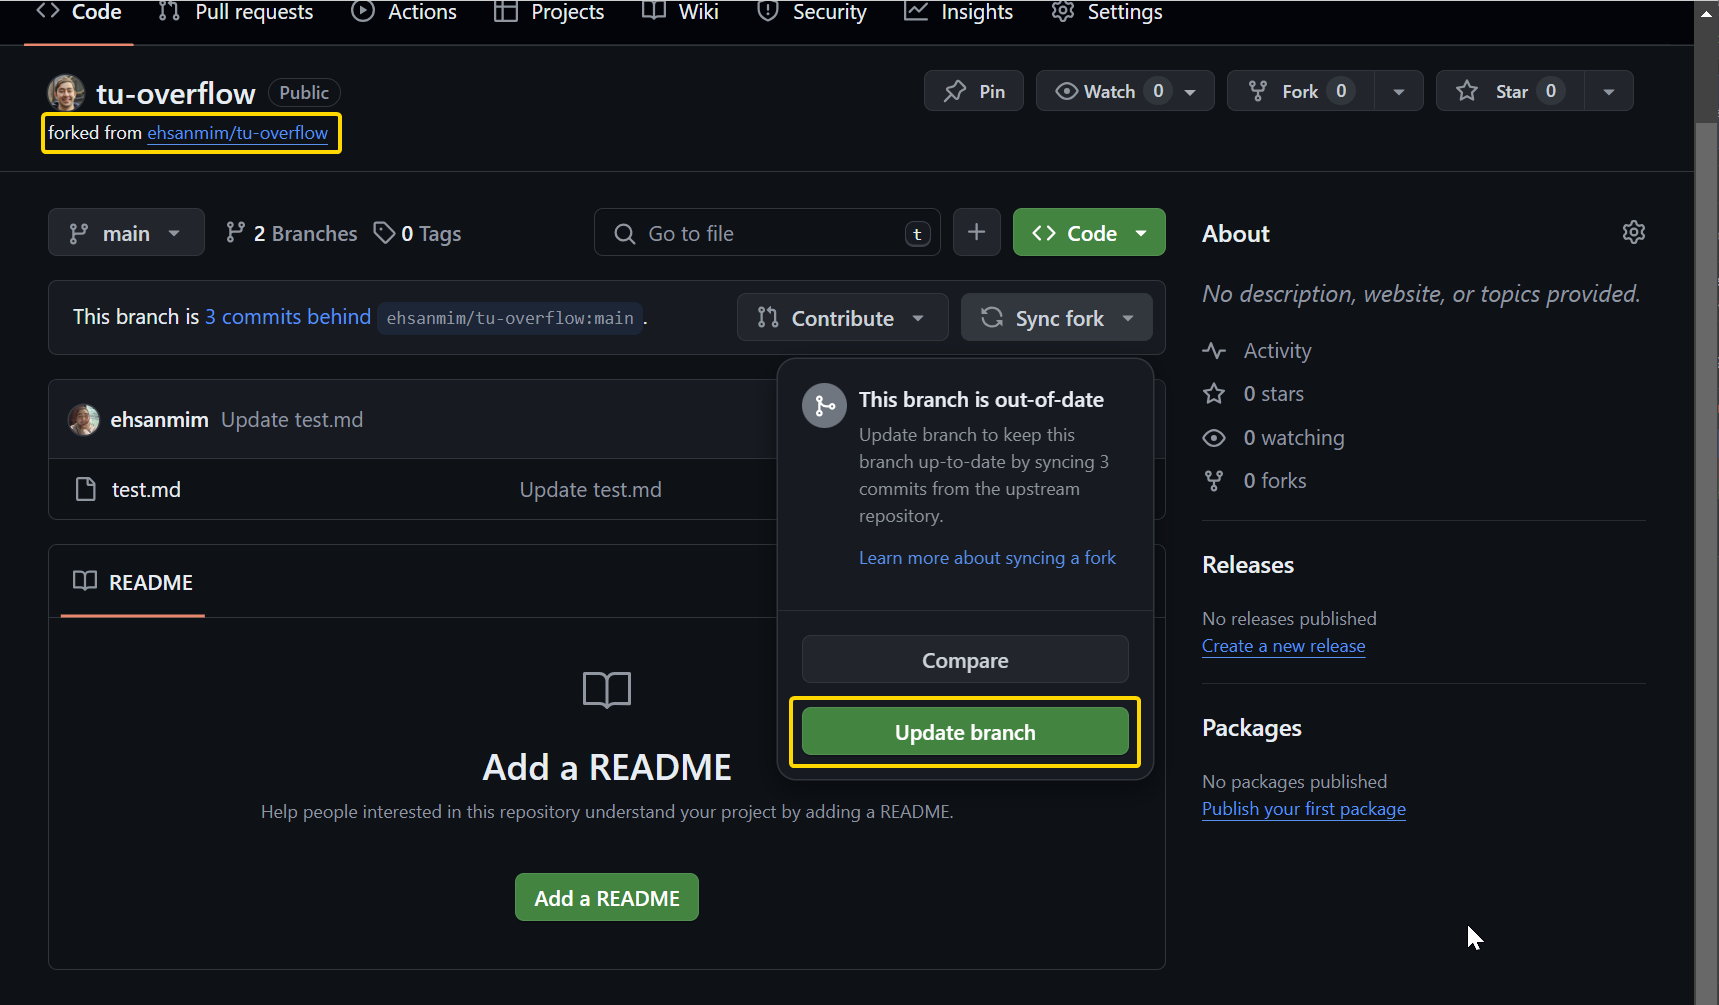 Code Pull requests Actions Projects Wiki Security Insights Settings
tu-overflow Public
Pin Watch 0 Fork 0 Star 0
forked from ehsanmim/tu-overflow
main 2 Branches 0 Tags Go to file t + Code
This branch is 3 commits behind ehsanmim/tu-overflow:main .
Contribute Sync fork
ehsanmim Update test.md
test.md Update test.md
This branch is out-of-date
Update branch to keep this
branch up-to-date by syncing 3
commits from the upstream
repository.
Learn more about syncing a fork
Compare
Update branch
README
Add a README
Help people interested in this repository understand your project by adding a README.
Add a README
About
No description, website, or topics provided.
Activity
0 stars
0 watching
0 forks
Releases
No releases published
Create a new release
Packages
No packages published
Publish your first package